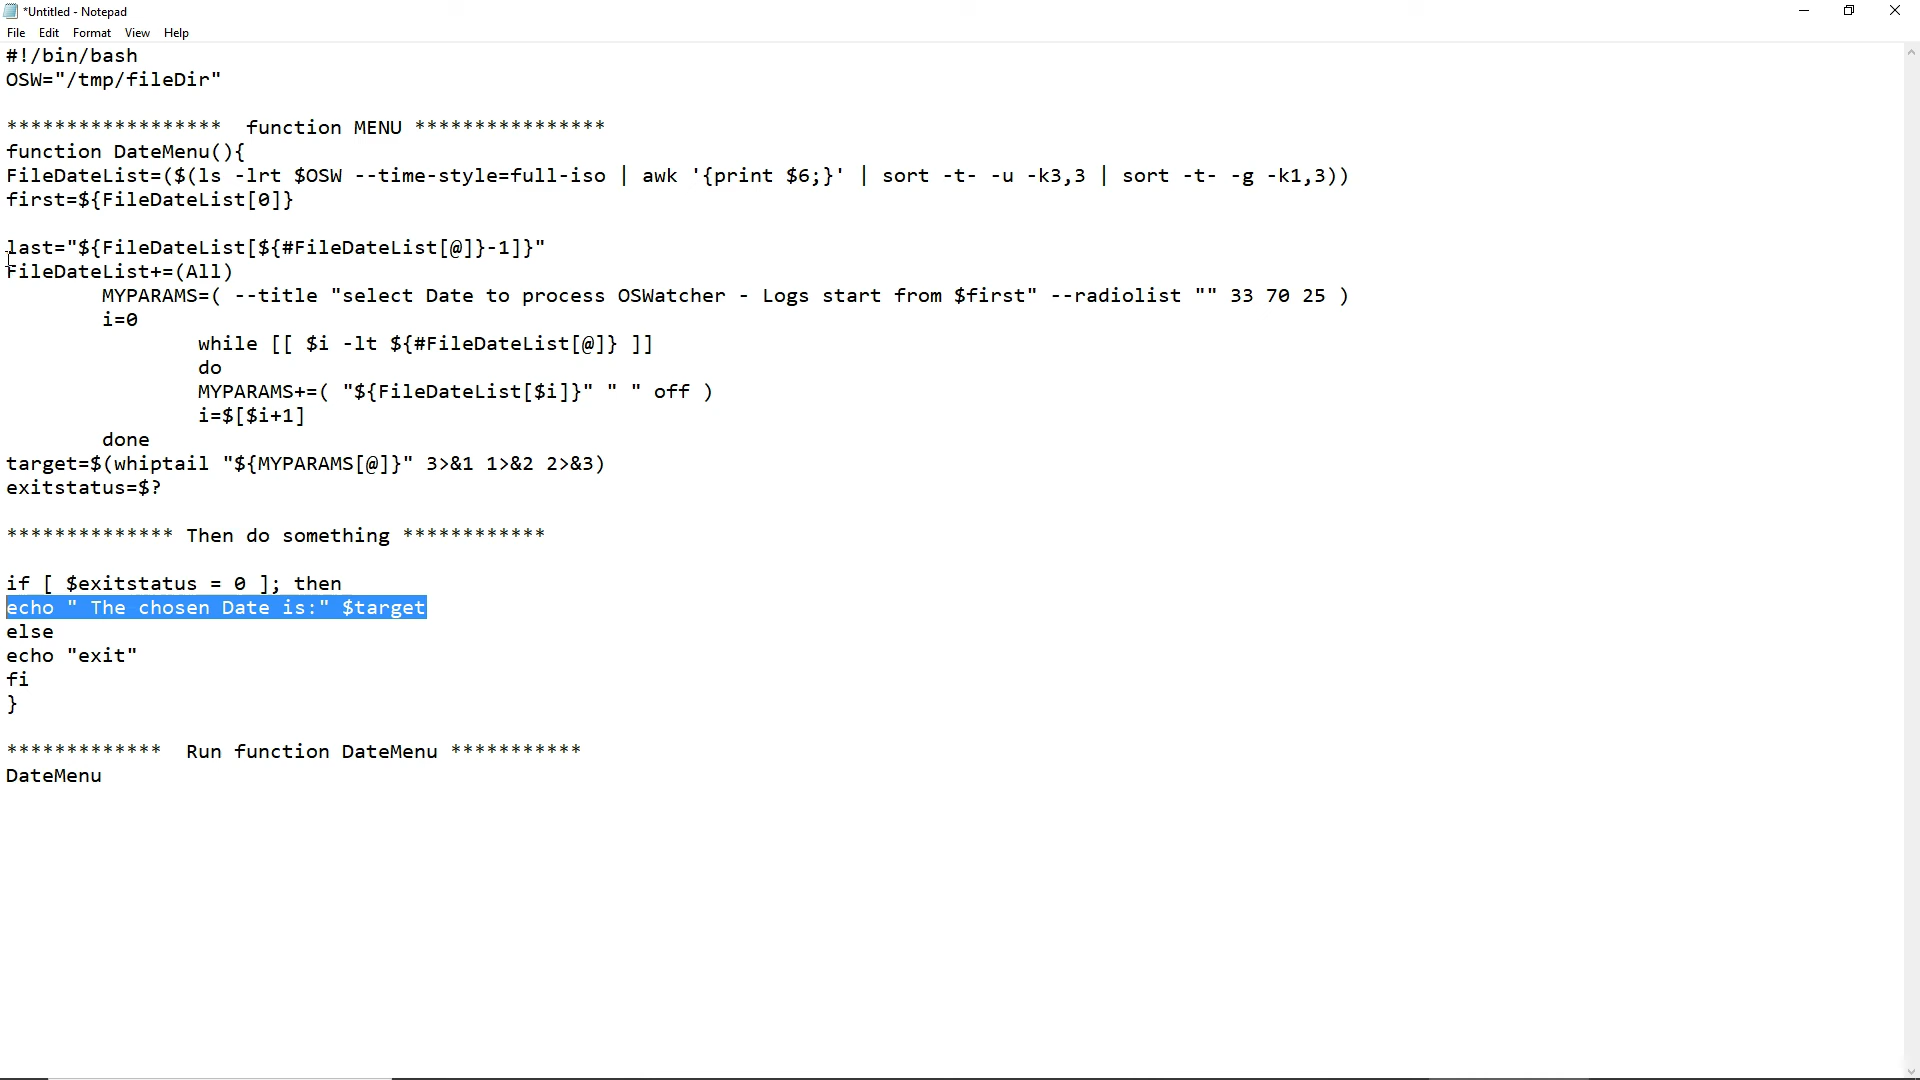 *Untitled - Notepad
File Edit Format View Help
#!/bin/bash
OSW="/tmp/fileDir"
****************** function MENU ****************
function DateMenu(){
FileDateList=($(ls -lrt $OSW --time-style=full-iso | awk '{print $6;}' | sort -t- -u -k3,3 | sort -t- -g -k1,3))
first=${FileDateList[0]}
last="${FileDateList[${#FileDateList[@]}-1]}"
FileDateList+=(All)
MYPARAMS=( --title "select Date to process OSWatcher - Logs start from $first" --radiolist "" 33 70 25 )
i=0
while [[ $i -lt ${#FileDateList[@]} ]]
do
MYPARAMS+=( "${FileDateList[$i]}" " " off )
i=$[$i+1]
done
target=$(whiptail "${MYPARAMS[@]}" 3>&1 1>&2 2>&3)
exitstatus=$?
************** Then do something ************
if [ $exitstatus = 0 ]; then
echo " The chosen Date is:" $target
else
echo "exit"
fi
}
************* Run function DateMenu ***********
DateMenu